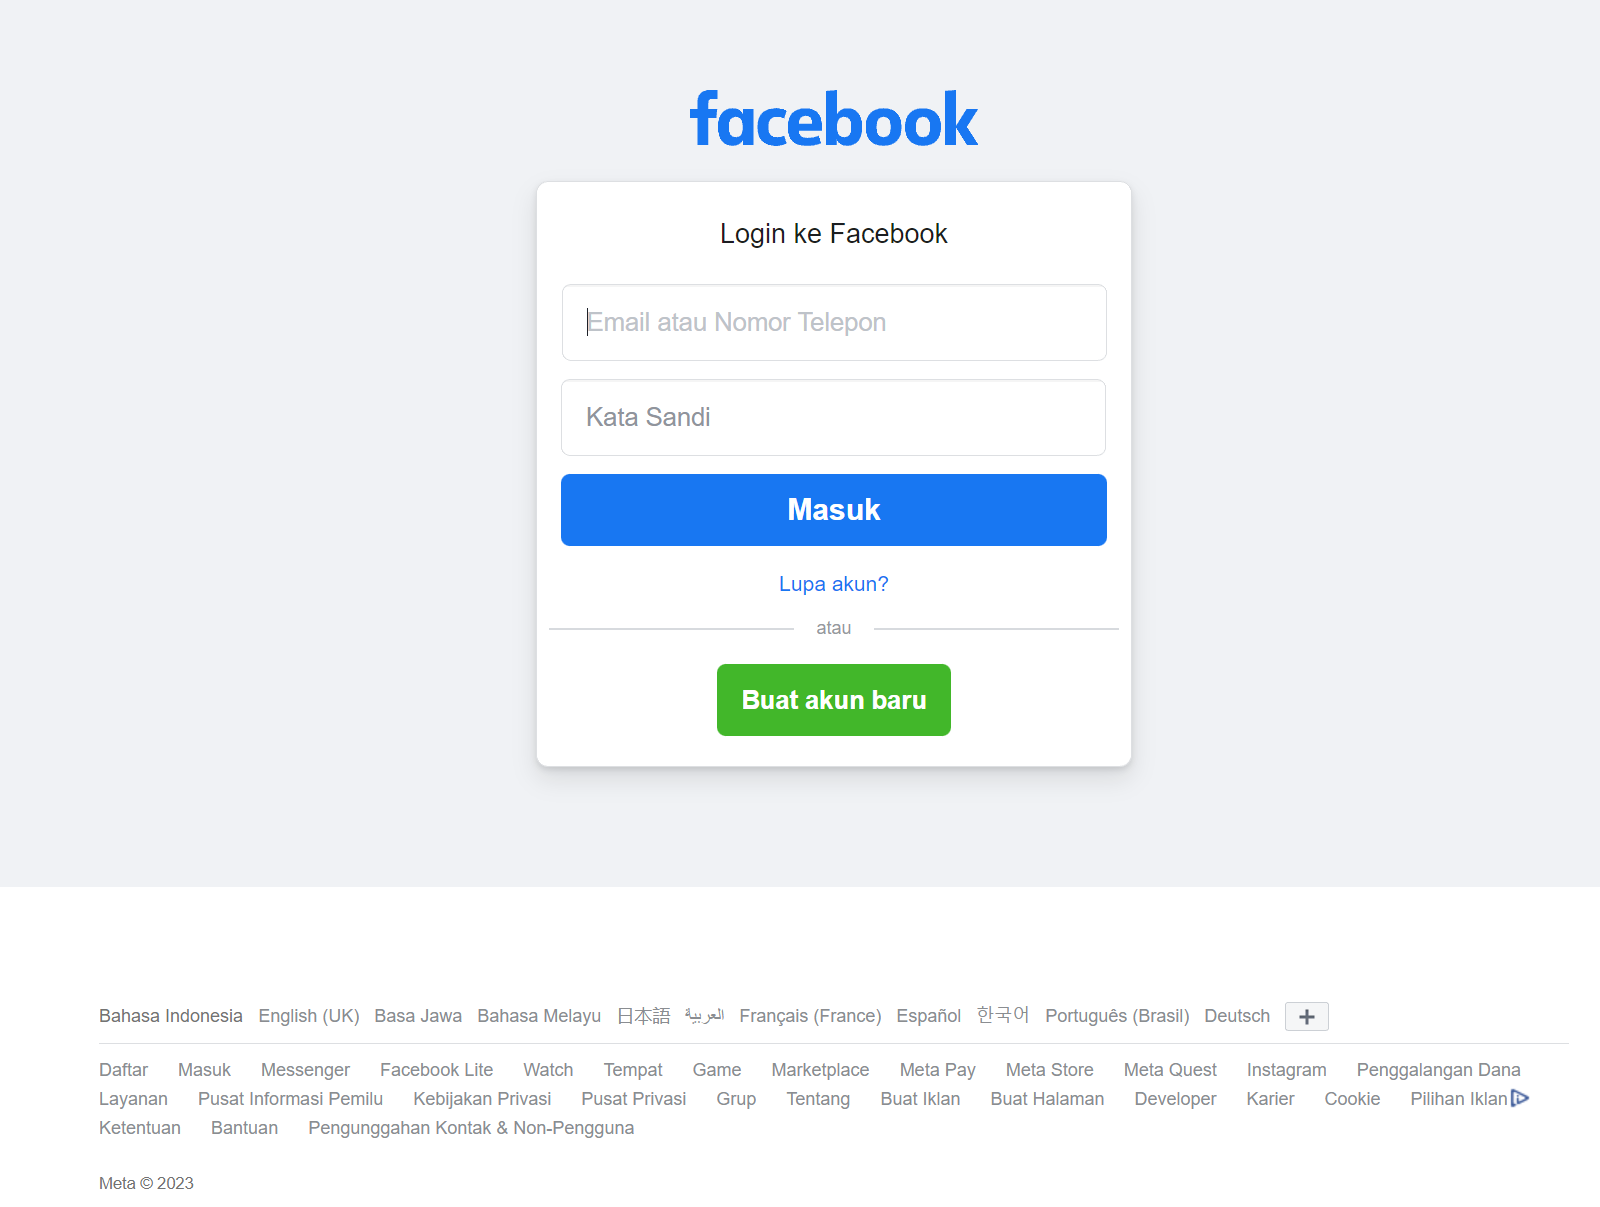 facebook
Login ke Facebook
Email atau Nomor Telepon
Kata Sandi
Masuk
Lupa akun?
atau
Buat akun baru
Bahasa Indonesia English (UK) Basa Jawa Bahasa Melayu 日本語 العربية Français (France) Español 한국어 Português (Brasil) Deutsch
Daftar Masuk Messenger Facebook Lite Watch Tempat Game Marketplace Meta Pay Meta Store Meta Quest Instagram Penggalangan Dana
Layanan Pusat Informasi Pemilu Kebijakan Privasi Pusat Privasi Grup Tentang Buat Iklan Buat Halaman Developer Karier Cookie Pilihan Iklan
Ketentuan Bantuan Pengunggahan Kontak & Non-Pengguna
Meta © 2023